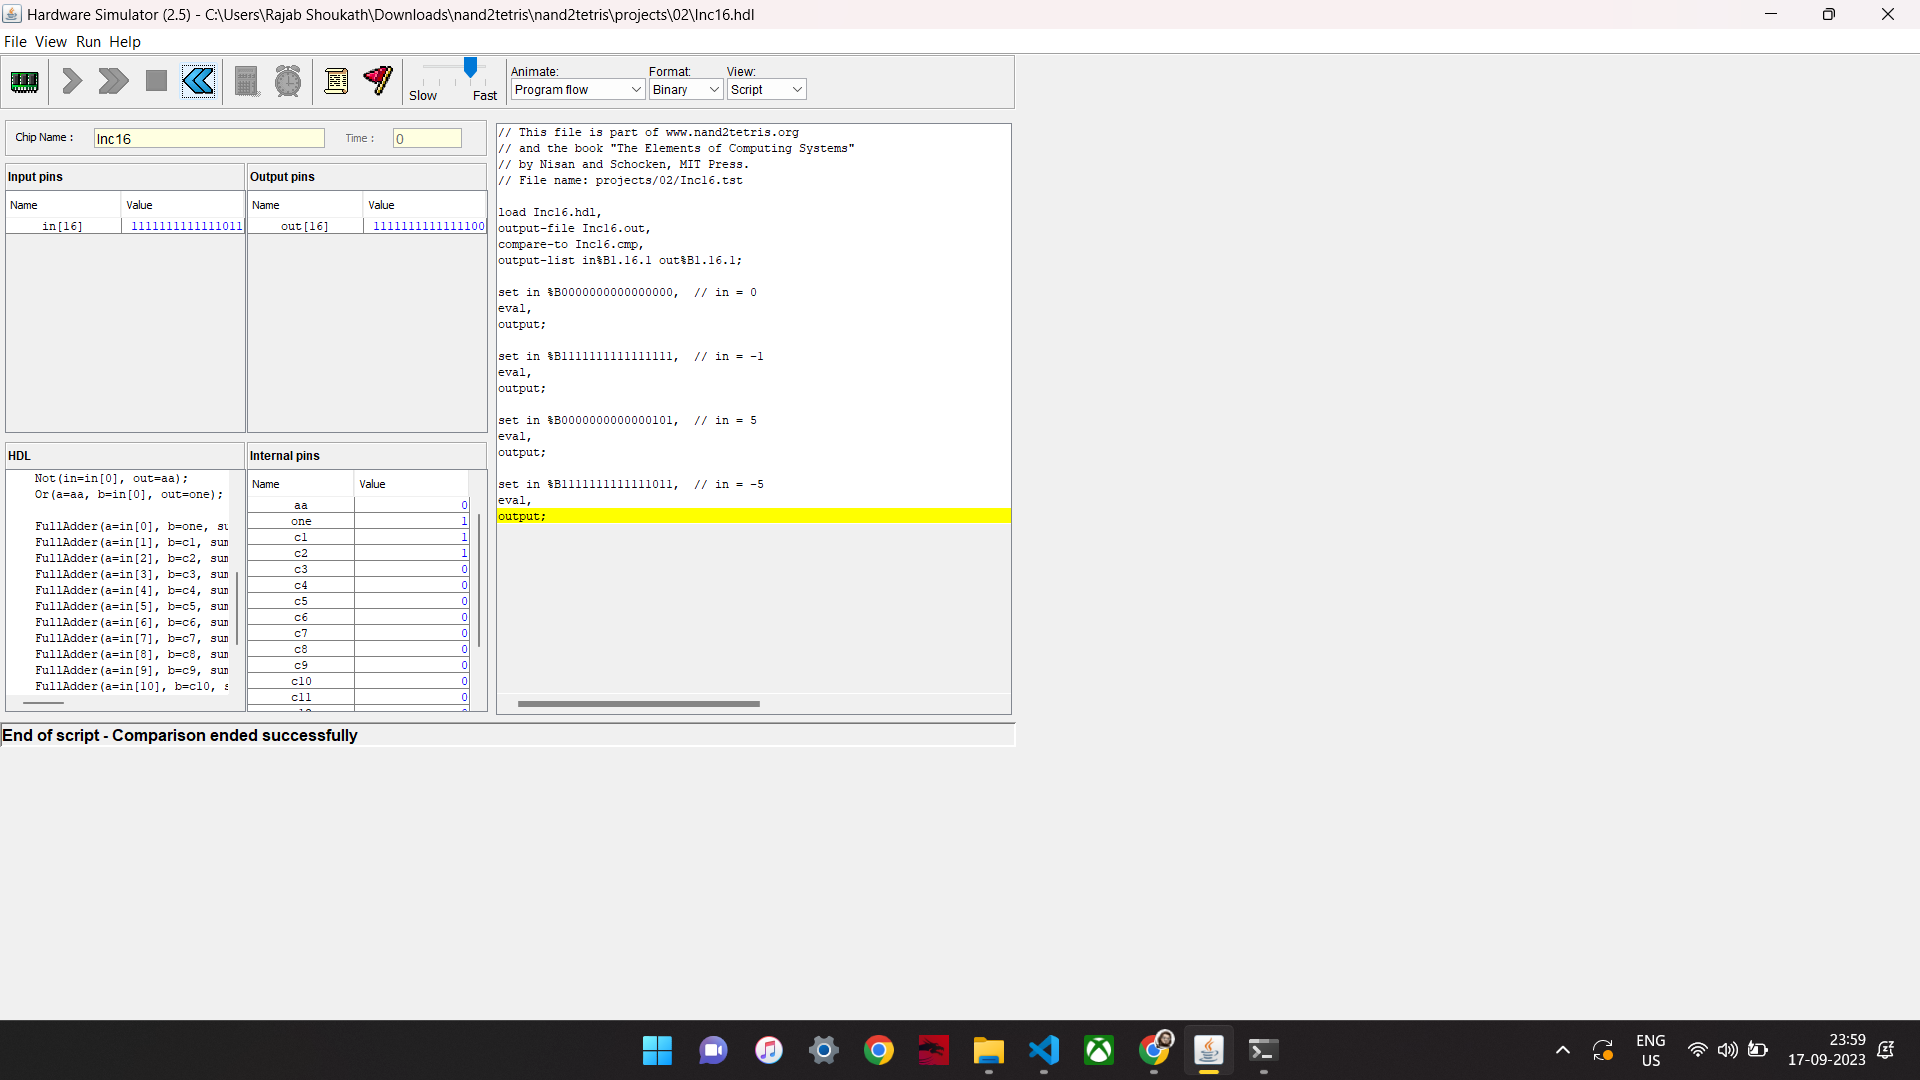 Hardware Simulator (2.5) - C:\Users\Rajab Shoukath\Downloads\nand2tetris\nand2tetris\projects\02\Inc16.hdl
File View Run Help
Slow Fast
Animate: Format: View:
Program flow Binary Script
Chip Name : Inc16 Time : 0
Input pins
Name Value
in[16] 1111111111111011
Output pins
Name Value
out[16] 1111111111111100
HDL
Not(in=in[0], out=aa);
Or(a=aa, b=in[0], out=one);
FullAdder(a=in[0], b=one, su
FullAdder(a=in[1], b=c1, sum
FullAdder(a=in[2], b=c2, sum
FullAdder(a=in[3], b=c3, sum
FullAdder(a=in[4], b=c4, sum
FullAdder(a=in[5], b=c5, sum
FullAdder(a=in[6], b=c6, sum
FullAdder(a=in[7], b=c7, sum
FullAdder(a=in[8], b=c8, sum
FullAdder(a=in[9], b=c9, sum
FullAdder(a=in[10], b=c10, s
Internal pins
Name Value
aa 0
one 1
c1 1
c2 1
c3 0
c4 0
c5 0
c6 0
c7 0
c8 0
c9 0
c10 0
c11 0
// This file is part of www.nand2tetris.org
// and the book "The Elements of Computing Systems"
// by Nisan and Schocken, MIT Press.
// File name: projects/02/Inc16.tst
load Inc16.hdl,
output-file Inc16.out,
compare-to Inc16.cmp,
output-list in%B1.16.1 out%B1.16.1;
set in %B0000000000000000,  // in = 0
eval,
output;
set in %B1111111111111111,  // in = -1
eval,
output;
set in %B0000000000000101,  // in = 5
eval,
output;
set in %B1111111111111011,  // in = -5
eval,
output;
End of script - Comparison ended successfully
ENG
US
23:59
17-09-2023